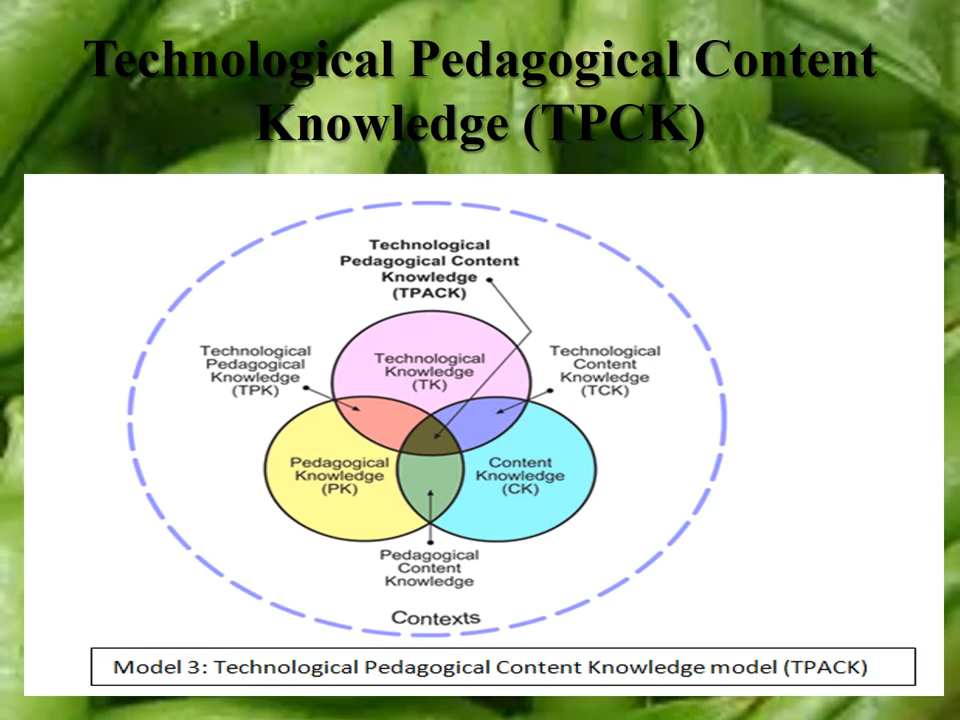 Technological Pedagogical Content
Knowledge (TPCK)
Technological
Pedagogical Content
Knowledge
(TPACK)
Technological
Pedagogical
Knowledge
(TPK)
Technological
Knowledge
(TK)
Technological
Content
Knowledge
(TCK)
Pedagogical
Knowledge
(PK)
Content
Knowledge
(CK)
Pedagogical
Content
Knowledge
Contexts
Model 3: Technological Pedagogical Content Knowledge model (TPACK)